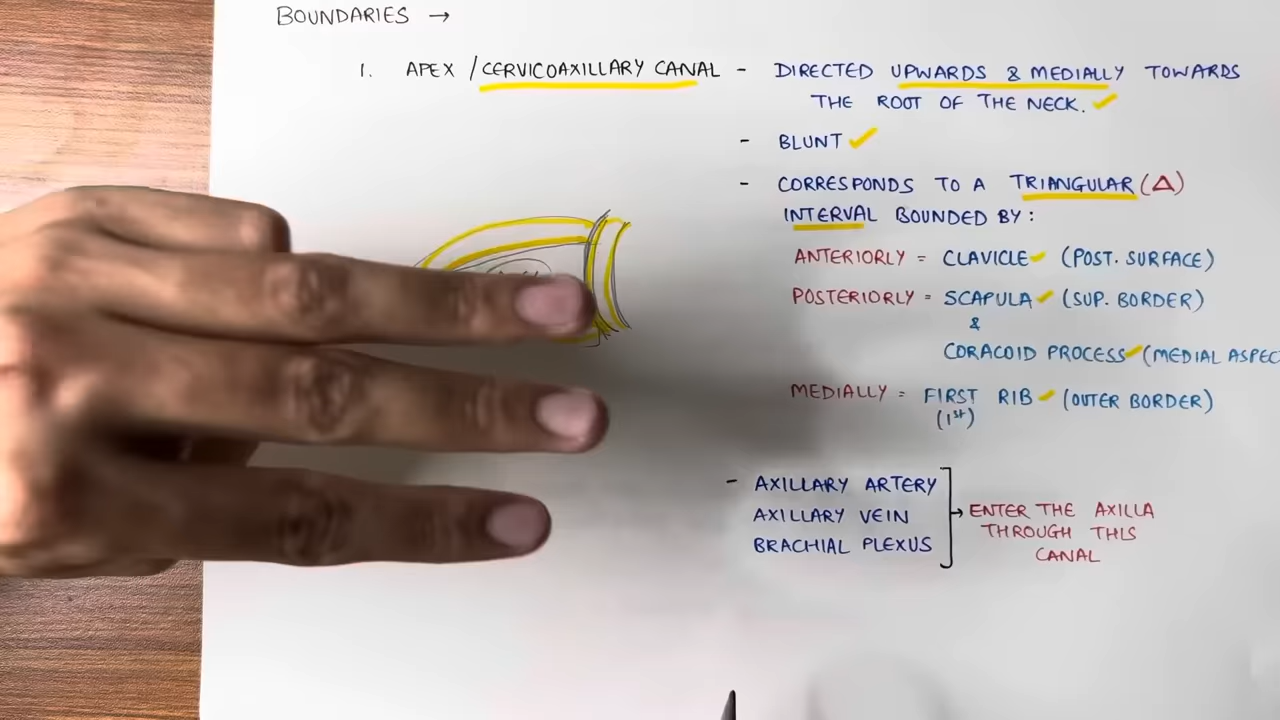 BOUNDARIES →
1. APEX / CERVICOAXILLARY CANAL - DIRECTED UPWARDS & MEDIALLY TOWARDS
THE ROOT OF THE NECK.
- BLUNT
- CORRESPONDS TO A TRIANGULAR (Δ)
INTERVAL BOUNDED BY:
ANTERIORLY = CLAVICLE (POST. SURFACE)
POSTERIORLY = SCAPULA (SUP. BORDER)
&
CORACOID PROCESS (MEDIAL ASPEC
MEDIALLY = FIRST RIB (OUTER BORDER)
(1st)
- AXILLARY ARTERY
AXILLARY VEIN
BRACHIAL PLEXUS
→ ENTER THE AXILLA
THROUGH THIS
CANAL